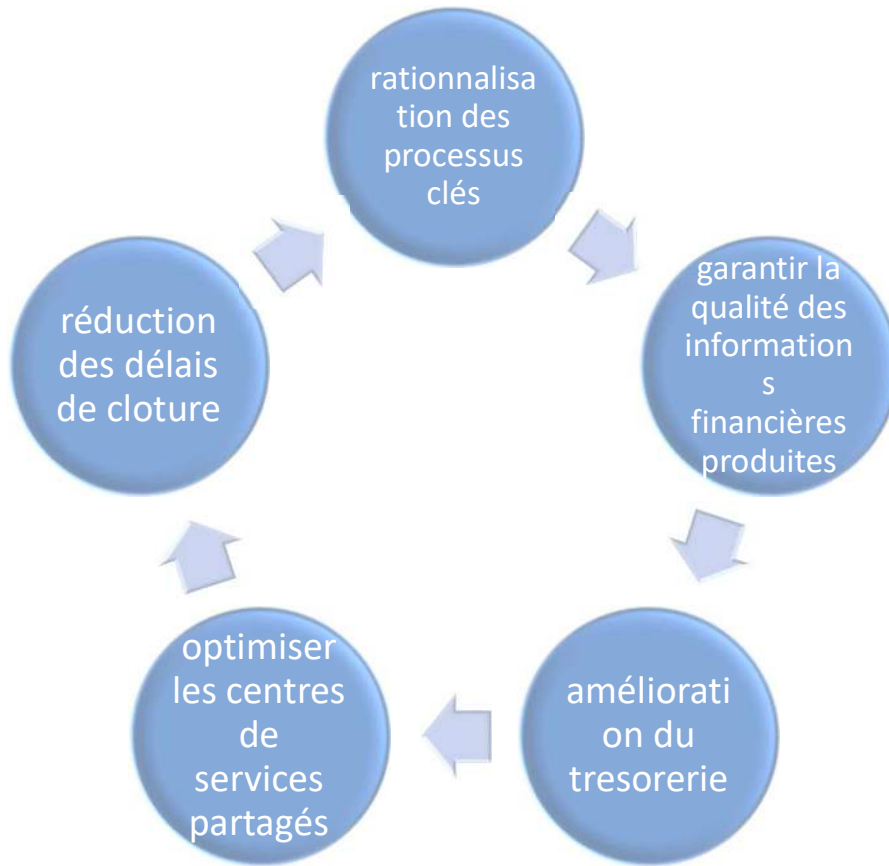 rationnalisa
tion des
processus
clés
garantir la
qualité des
information
s
financières
produites
améliorati
on du
tresorerie
optimiser
les centres
de
services
partagés
réduction
des délais
de cloture